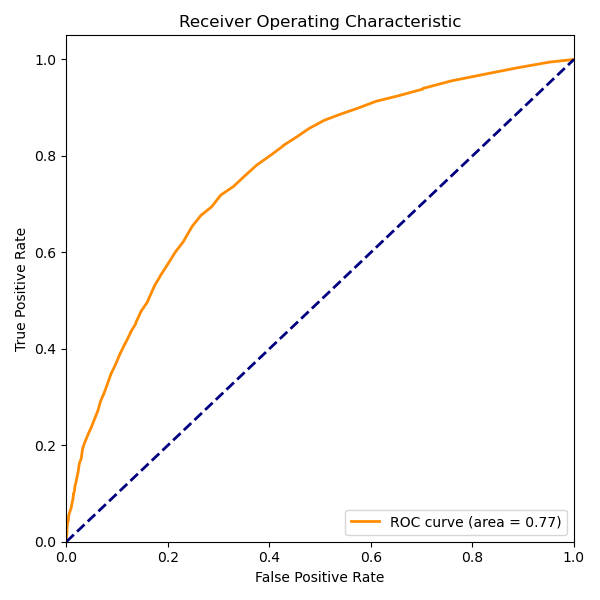 Receiver Operating Characteristic
True Positive Rate
1.0
0.8
0.6
0.4
0.2
0.0
ROC curve (area = 0.77)
0.0 0.2 0.4 0.6 0.8 1.0
False Positive Rate